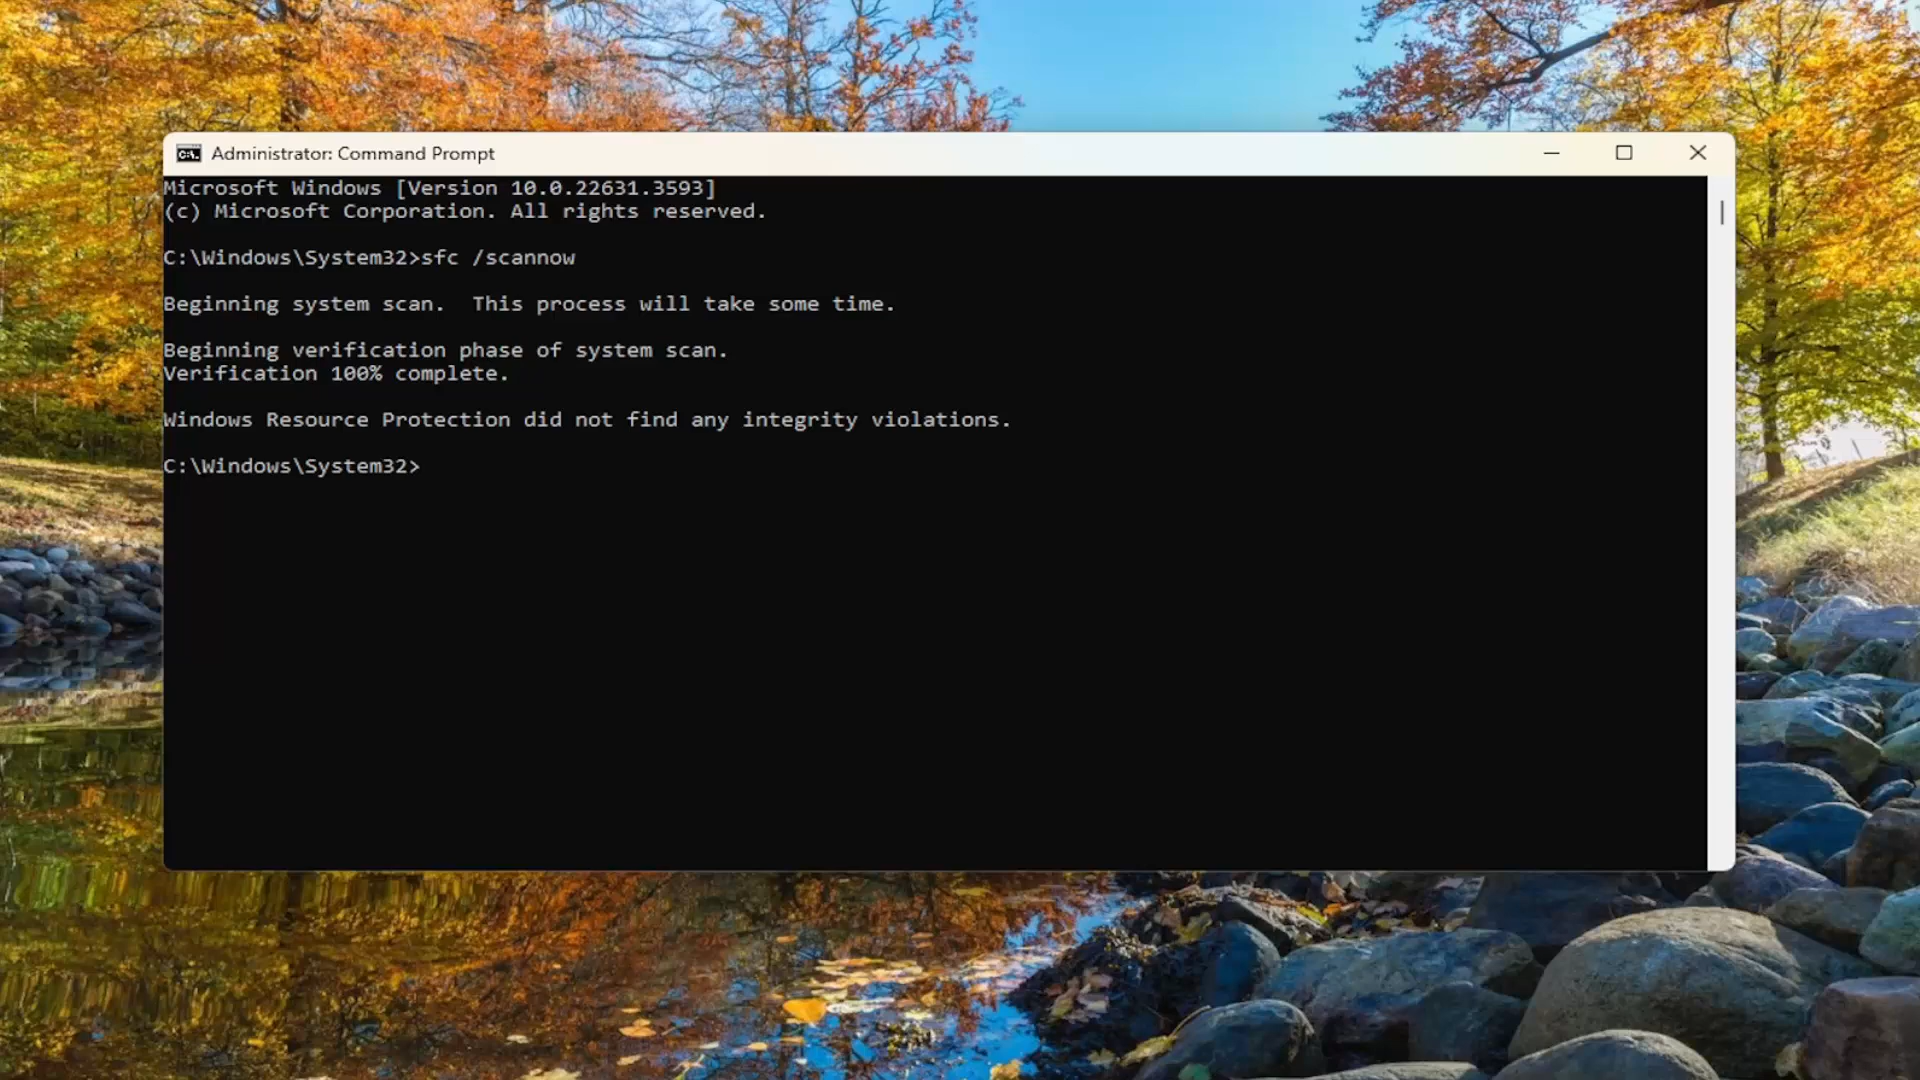 Administrator: Command Prompt
Microsoft Windows [Version 10.0.22631.3593]
(c) Microsoft Corporation. All rights reserved.
C:\Windows\System32>sfc /scannow
Beginning system scan.  This process will take some time.
Beginning verification phase of system scan.
Verification 100% complete.
Windows Resource Protection did not find any integrity violations.
C:\Windows\System32>